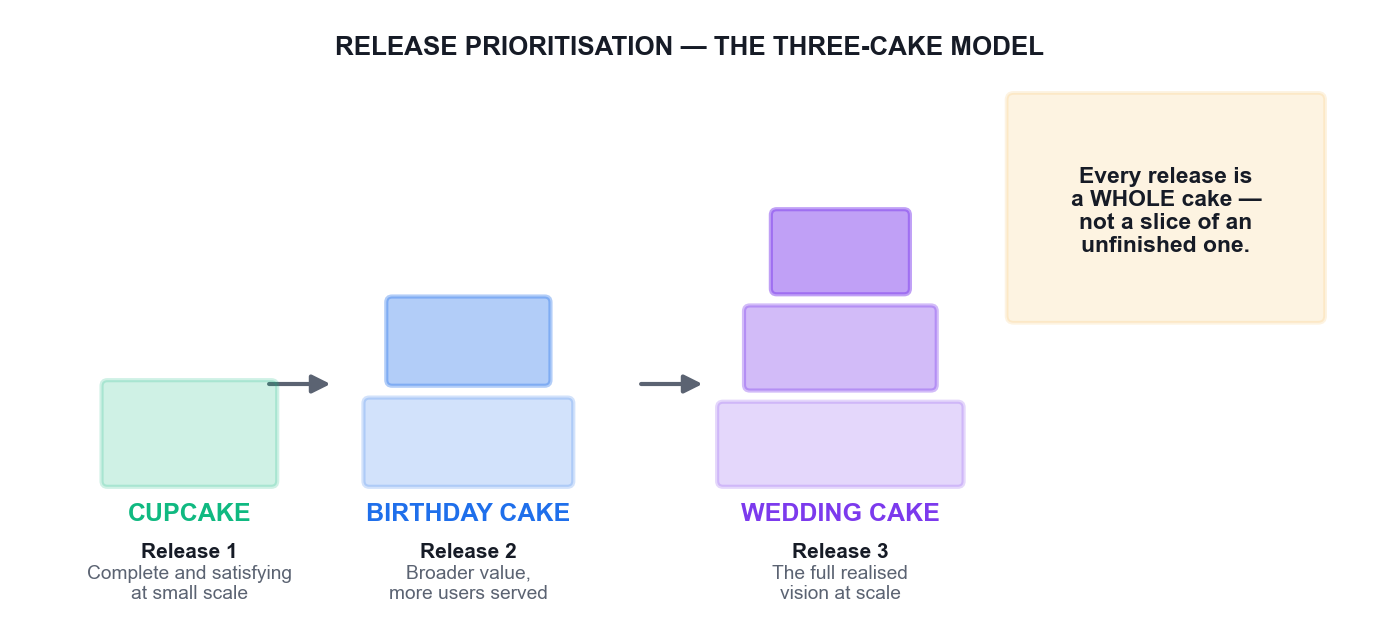 RELEASE PRIORITISATION — THE THREE-CAKE MODEL
Every release is
a WHOLE cake —
not a slice of an
unfinished one.
CUPCAKE
Release 1
Complete and satisfying
at small scale
BIRTHDAY CAKE
Release 2
Broader value,
more users served
WEDDING CAKE
Release 3
The full realised
vision at scale